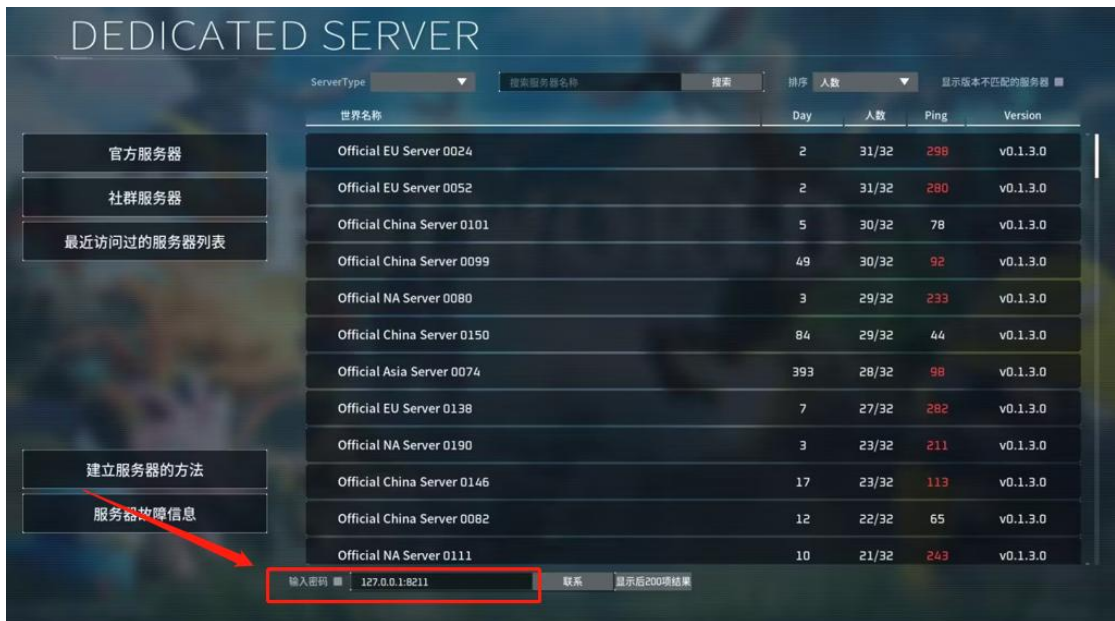 DEDICATED SERVER
ServerType 搜索服务器名称 搜索 排序 人数 显示版本不匹配的服务器
世界名称 Day 人数 Ping Version
官方服务器
社群服务器
最近访问过的服务器列表
建立服务器的方法
服务器故障信息
Official EU Server 0024 2 31/32 298 v0.1.3.0
Official EU Server 0052 2 31/32 280 v0.1.3.0
Official China Server 0101 5 30/32 78 v0.1.3.0
Official China Server 0099 49 30/32 92 v0.1.3.0
Official NA Server 0080 3 29/32 233 v0.1.3.0
Official China Server 0150 84 29/32 44 v0.1.3.0
Official Asia Server 0074 393 28/32 98 v0.1.3.0
Official EU Server 0138 7 27/32 282 v0.1.3.0
Official NA Server 0190 3 23/32 211 v0.1.3.0
Official China Server 0146 17 23/32 113 v0.1.3.0
Official China Server 0082 12 22/32 65 v0.1.3.0
Official NA Server 0111 10 21/32 243 v0.1.3.0
输入密码 127.0.0.1:8211 联系 显示后200项结果